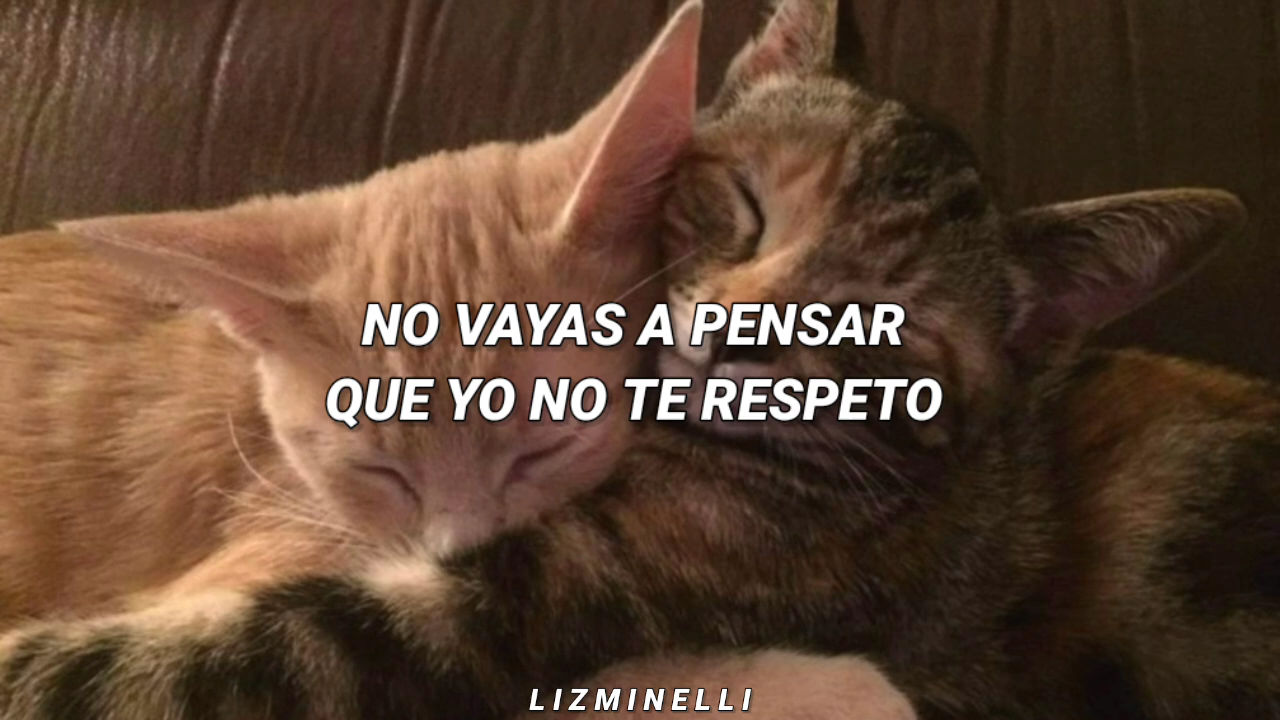 NO VAYAS A PENSAR
QUE YO NO TE RESPETO
LIZMINELLI